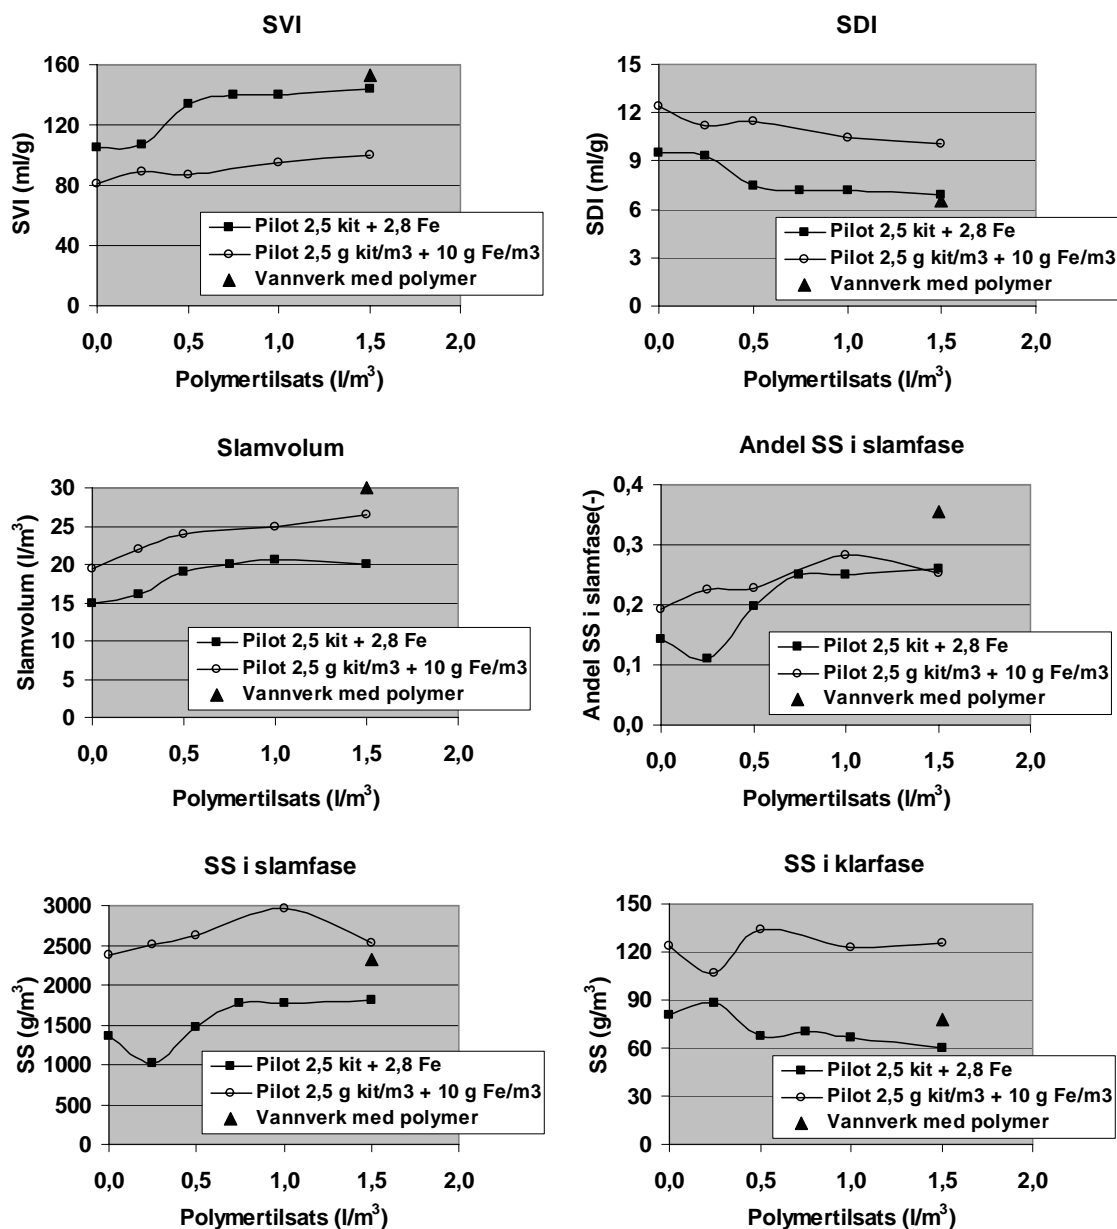 SVI
SVI (ml/g)
160
120
80
40
0
Pilot 2,5 kit + 2,8 Fe
Pilot 2,5 g kit/m3 + 10 g Fe/m3
Vannverk med polymer
0,0 0,5 1,0 1,5 2,0
Polymertilsats (l/m³)
SDI
SDI (ml/g)
15
12
9
6
3
0
Pilot 2,5 kit + 2,8 Fe
Pilot 2,5 g kit/m3 + 10 g Fe/m3
Vannverk med polymer
0,0 0,5 1,0 1,5 2,0
Polymertilsats (l/m³)
Slamvolum
Slamvolum (l/m³)
30
25
20
15
10
5
0
Pilot 2,5 kit + 2,8 Fe
Pilot 2,5 g kit/m3 + 10 g Fe/m3
Vannverk med polymer
0,0 0,5 1,0 1,5 2,0
Polymertilsats (l/m³)
Andel SS i slamfase
Andel SS i slamfase(-)
0,4
0,3
0,2
0,1
0,0
Pilot 2,5 kit + 2,8 Fe
Pilot 2,5 g kit/m3 + 10 g Fe/m3
Vannverk med polymer
0,0 0,5 1,0 1,5 2,0
Polymertilsats (l/m³)
SS i slamfase
SS (g/m³)
3000
2500
2000
1500
1000
500
0
Pilot 2,5 kit + 2,8 Fe
Pilot 2,5 g kit/m3 + 10 g Fe/m3
Vannverk med polymer
0,0 0,5 1,0 1,5 2,0
Polymertilsats (l/m³)
SS i klarfase
SS (g/m³)
150
120
90
60
30
0
Pilot 2,5 kit + 2,8 Fe
Pilot 2,5 g kit/m3 + 10 g Fe/m3
Vannverk med polymer
0,0 0,5 1,0 1,5 2,0
Polymertilsats (l/m³)